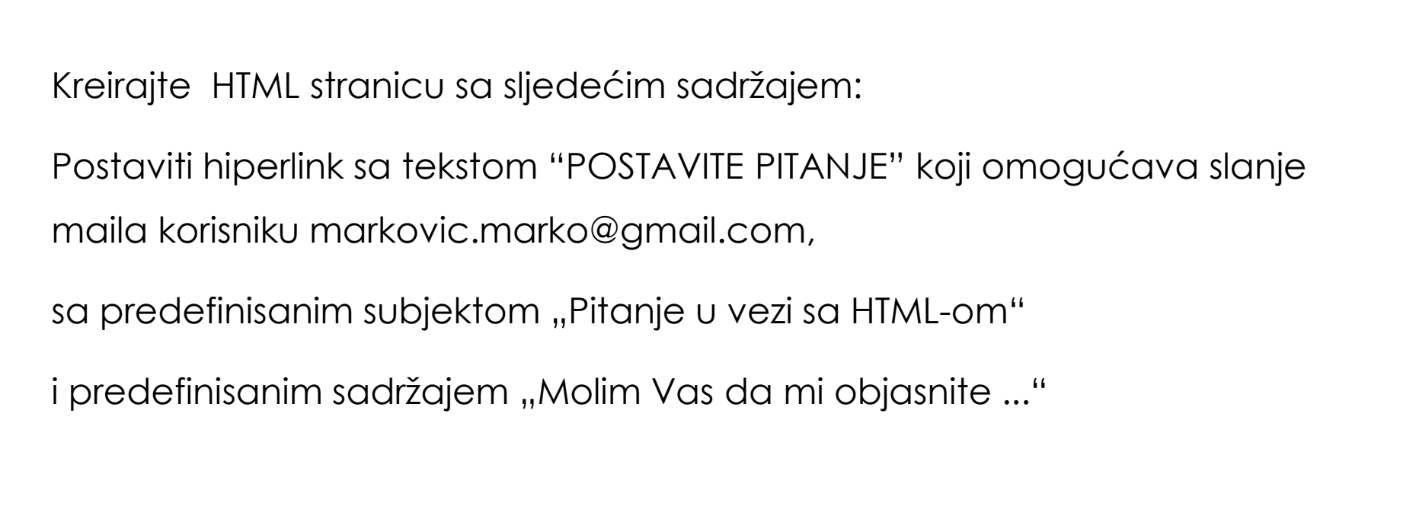 Kreirajte  HTML stranicu sa sljedećim sadržajem:
Postaviti hiperlink sa tekstom “POSTAVITE PITANJE” koji omogućava slanje
maila korisniku markovic.marko@gmail.com,
sa predefinisanim subjektom „Pitanje u vezi sa HTML-om“
i predefinisanim sadržajem „Molim Vas da mi objasnite ...“